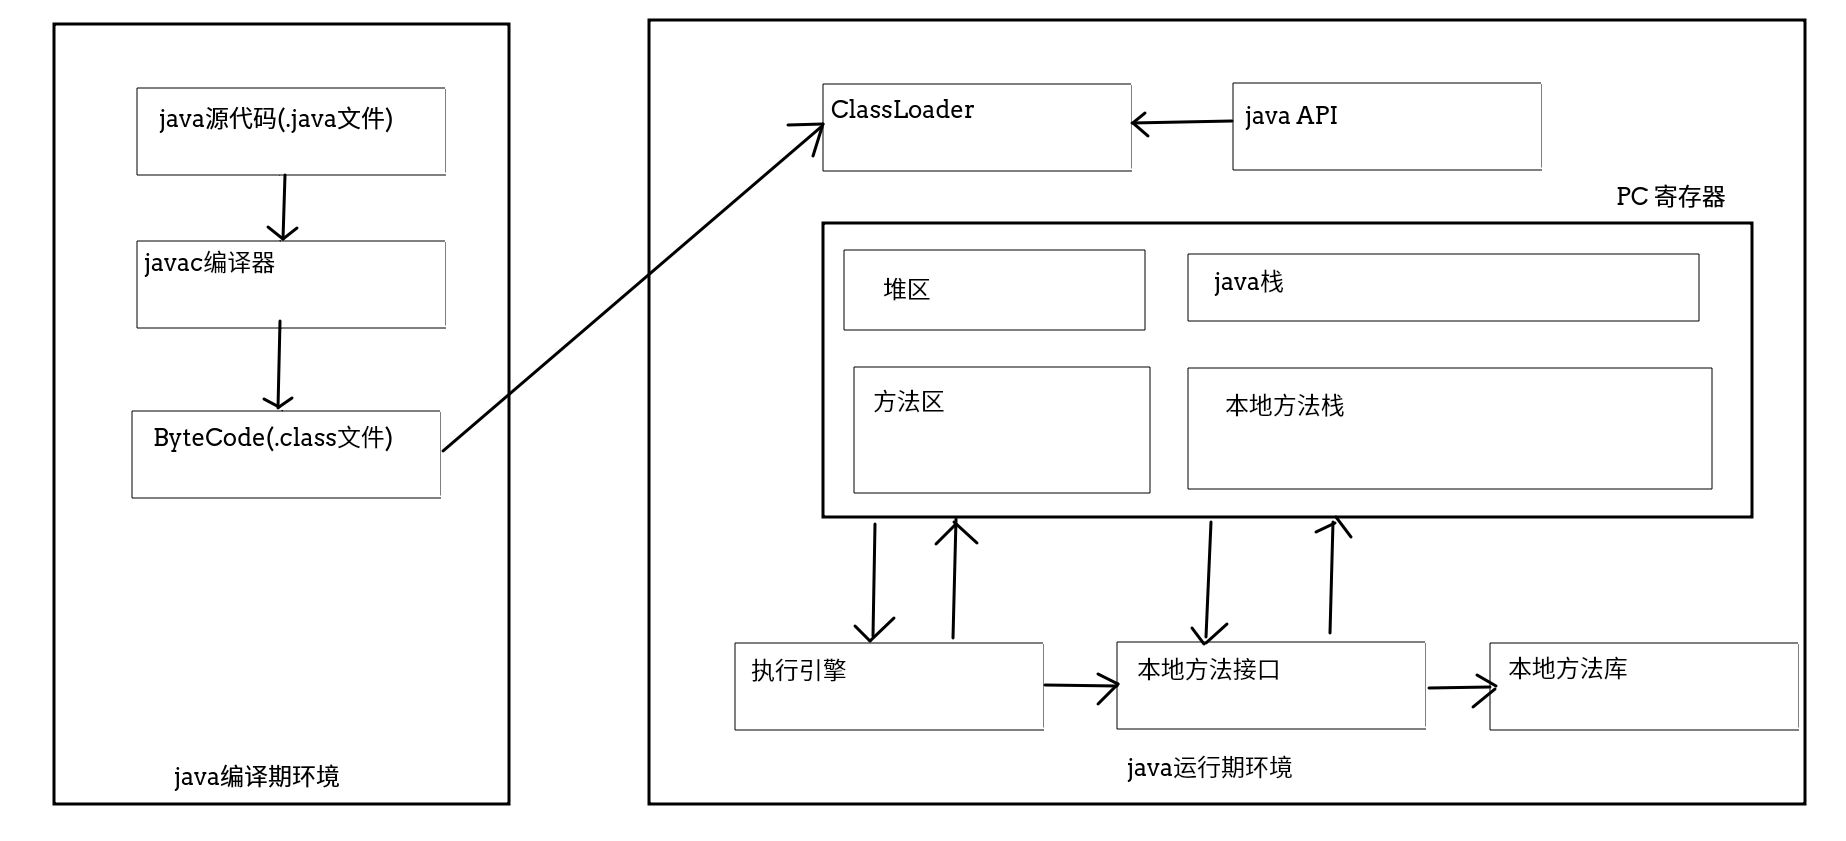 java源代码(.java文件)
javac编译器
ByteCode(.class文件)
java编译期环境
ClassLoader
java API
PC 寄存器
堆区
java栈
方法区
本地方法栈
执行引擎
本地方法接口
本地方法库
java运行期环境